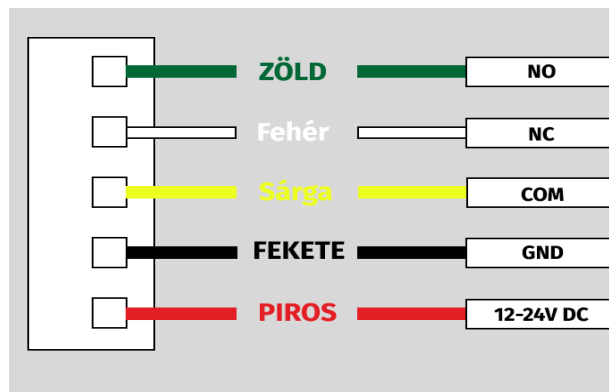 ZÖLD NO
Fehér NC
Sárga COM
FEKETE GND
PIROS 12-24V DC